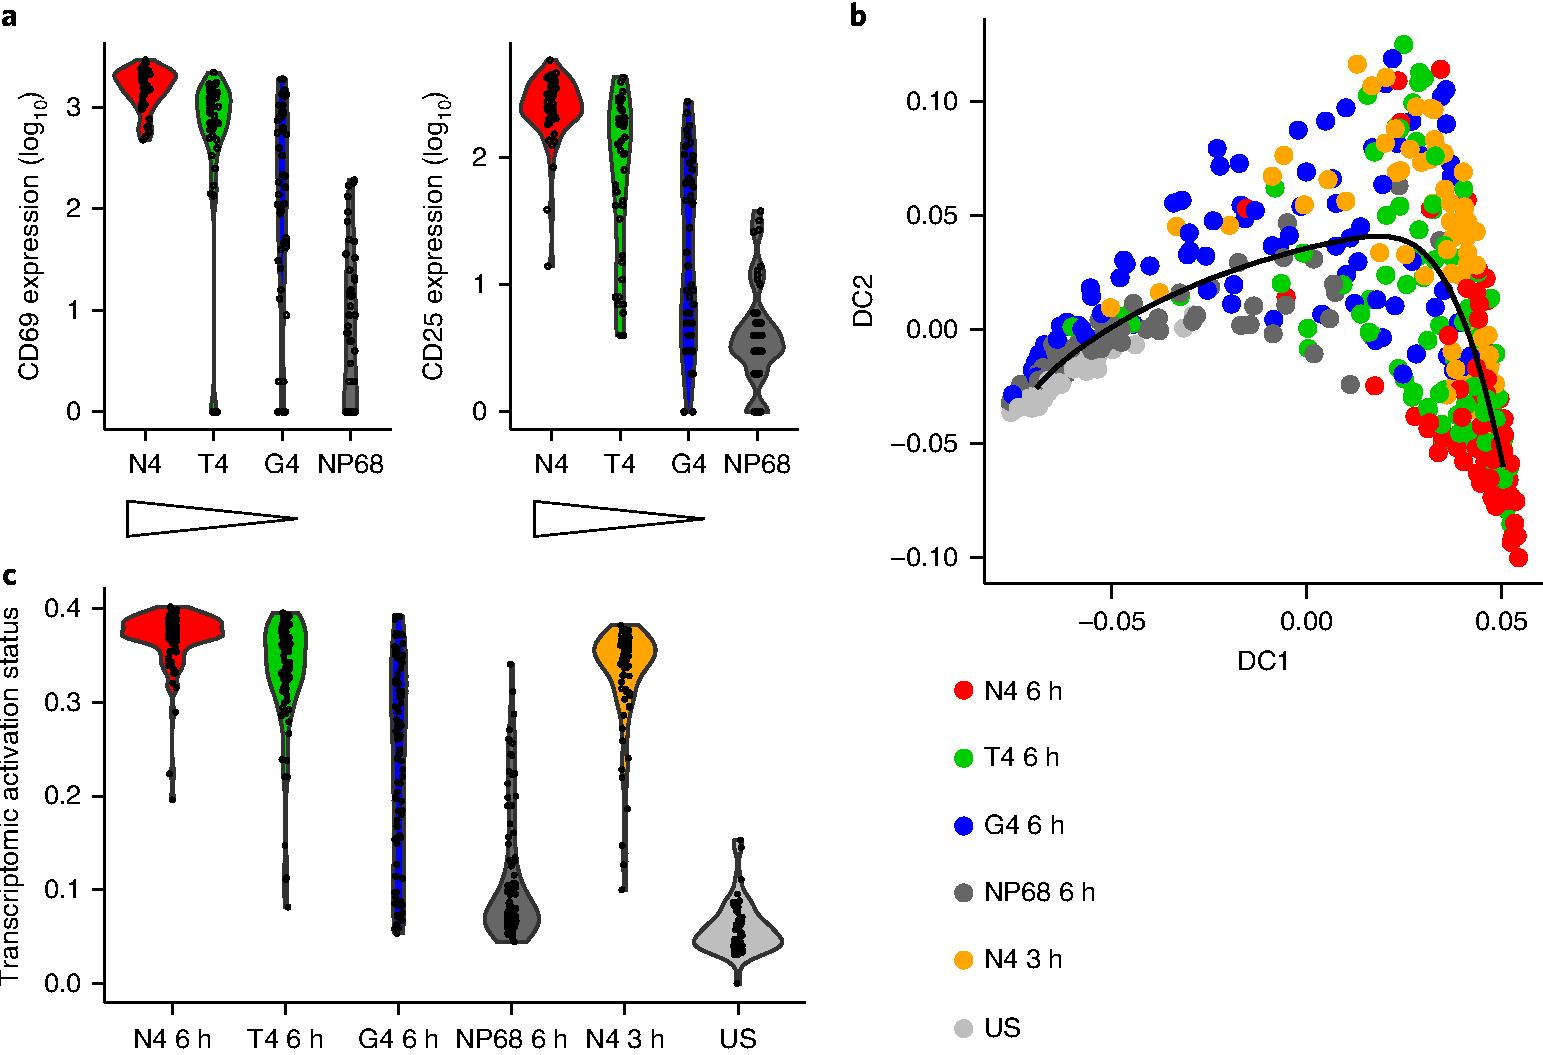 a
CD69 expression (log10)
3
2
1
0
N4 T4 G4 NP68
CD25 expression (log10)
2
1
0
N4 T4 G4 NP68
b
DC2
0.10
0.05
0.00
−0.05
−0.10
−0.05 0.00 0.05
DC1
N4 6 h
T4 6 h
G4 6 h
NP68 6 h
N4 3 h
US
c
Transcriptomic activation status
0.4
0.3
0.2
0.1
0.0
N4 6 h T4 6 h G4 6 h NP68 6 h N4 3 h US